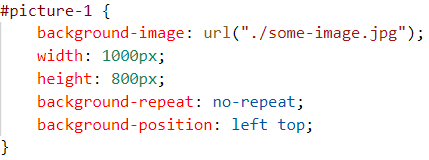 #picture-1 {
    background-image: url("./some-image.jpg");
    width: 1000px;
    height: 800px;
    background-repeat: no-repeat;
    background-position: left top;
}